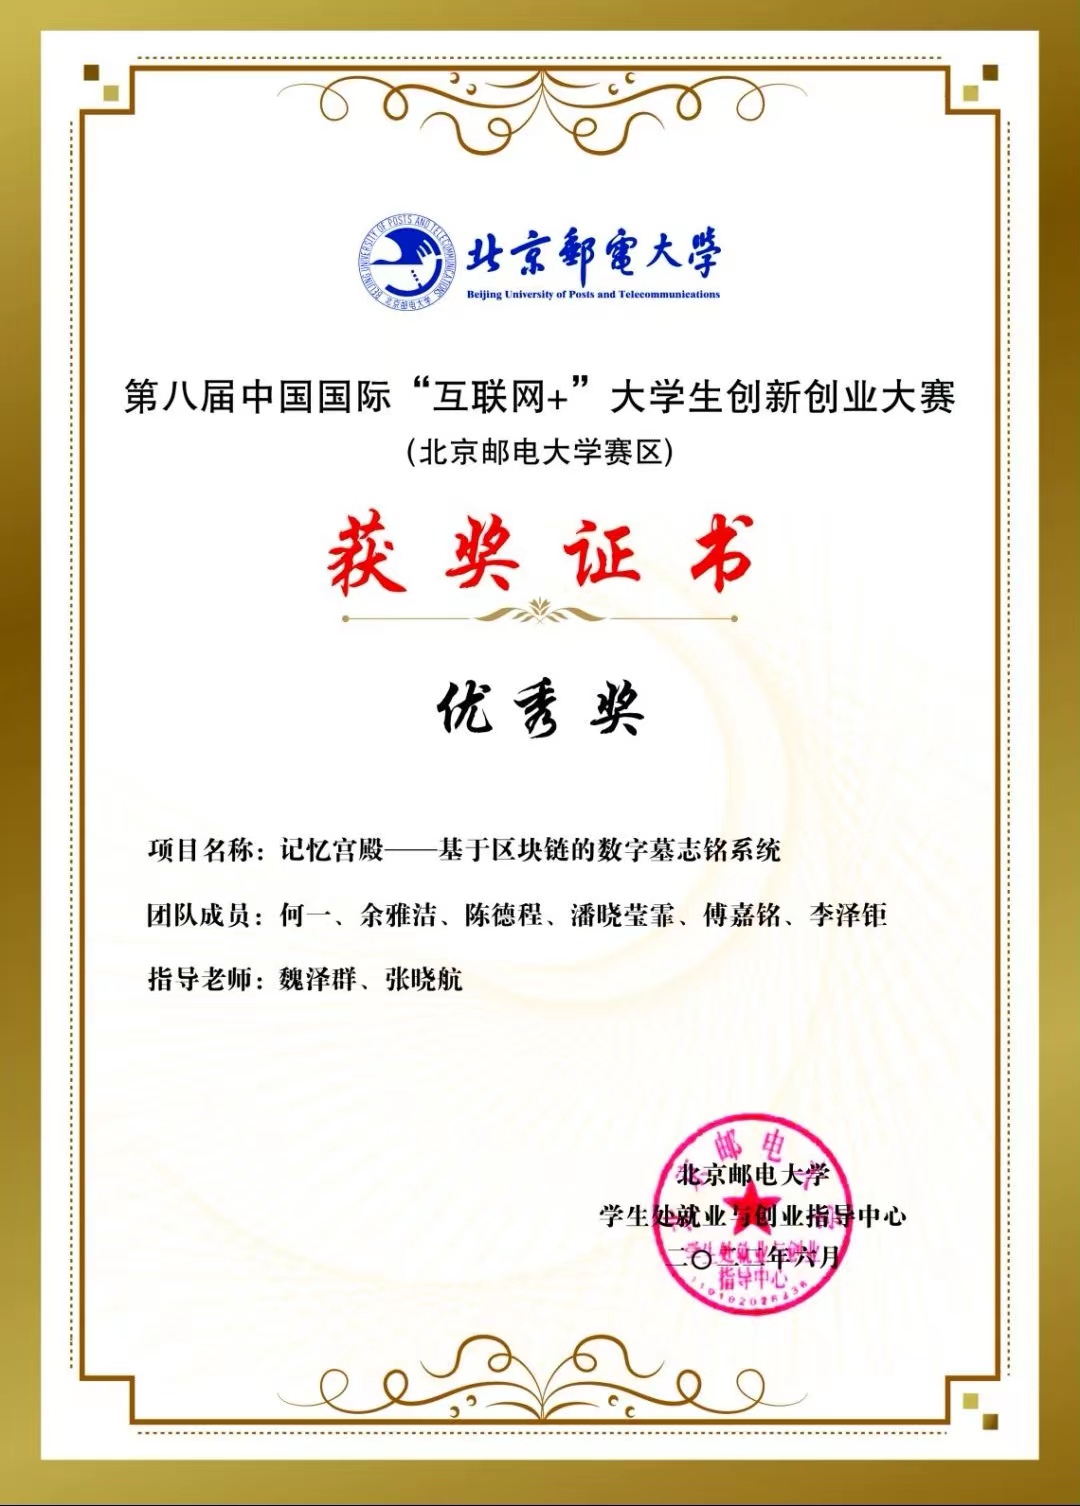 BEIJING UNIVERSITY OF POSTS AND TELECOMMUNICATIONS
北京邮电大学
北京郵電大學
Beijing University of Posts and Telecommunications
第八届中国国际“互联网+”大学生创新创业大赛
(北京邮电大学赛区)
获奖证书
优秀奖
项目名称：记忆宫殿——基于区块链的数字墓志铭系统
团队成员：何一、余雅洁、陈德程、潘晓莹霏、傅嘉铭、李泽钜
指导老师：魏泽群、张晓航
北京邮电大学
学生处就业与创业指导中心
二〇二二年六月
北京邮电大学
学生处就业与创业
指导中心